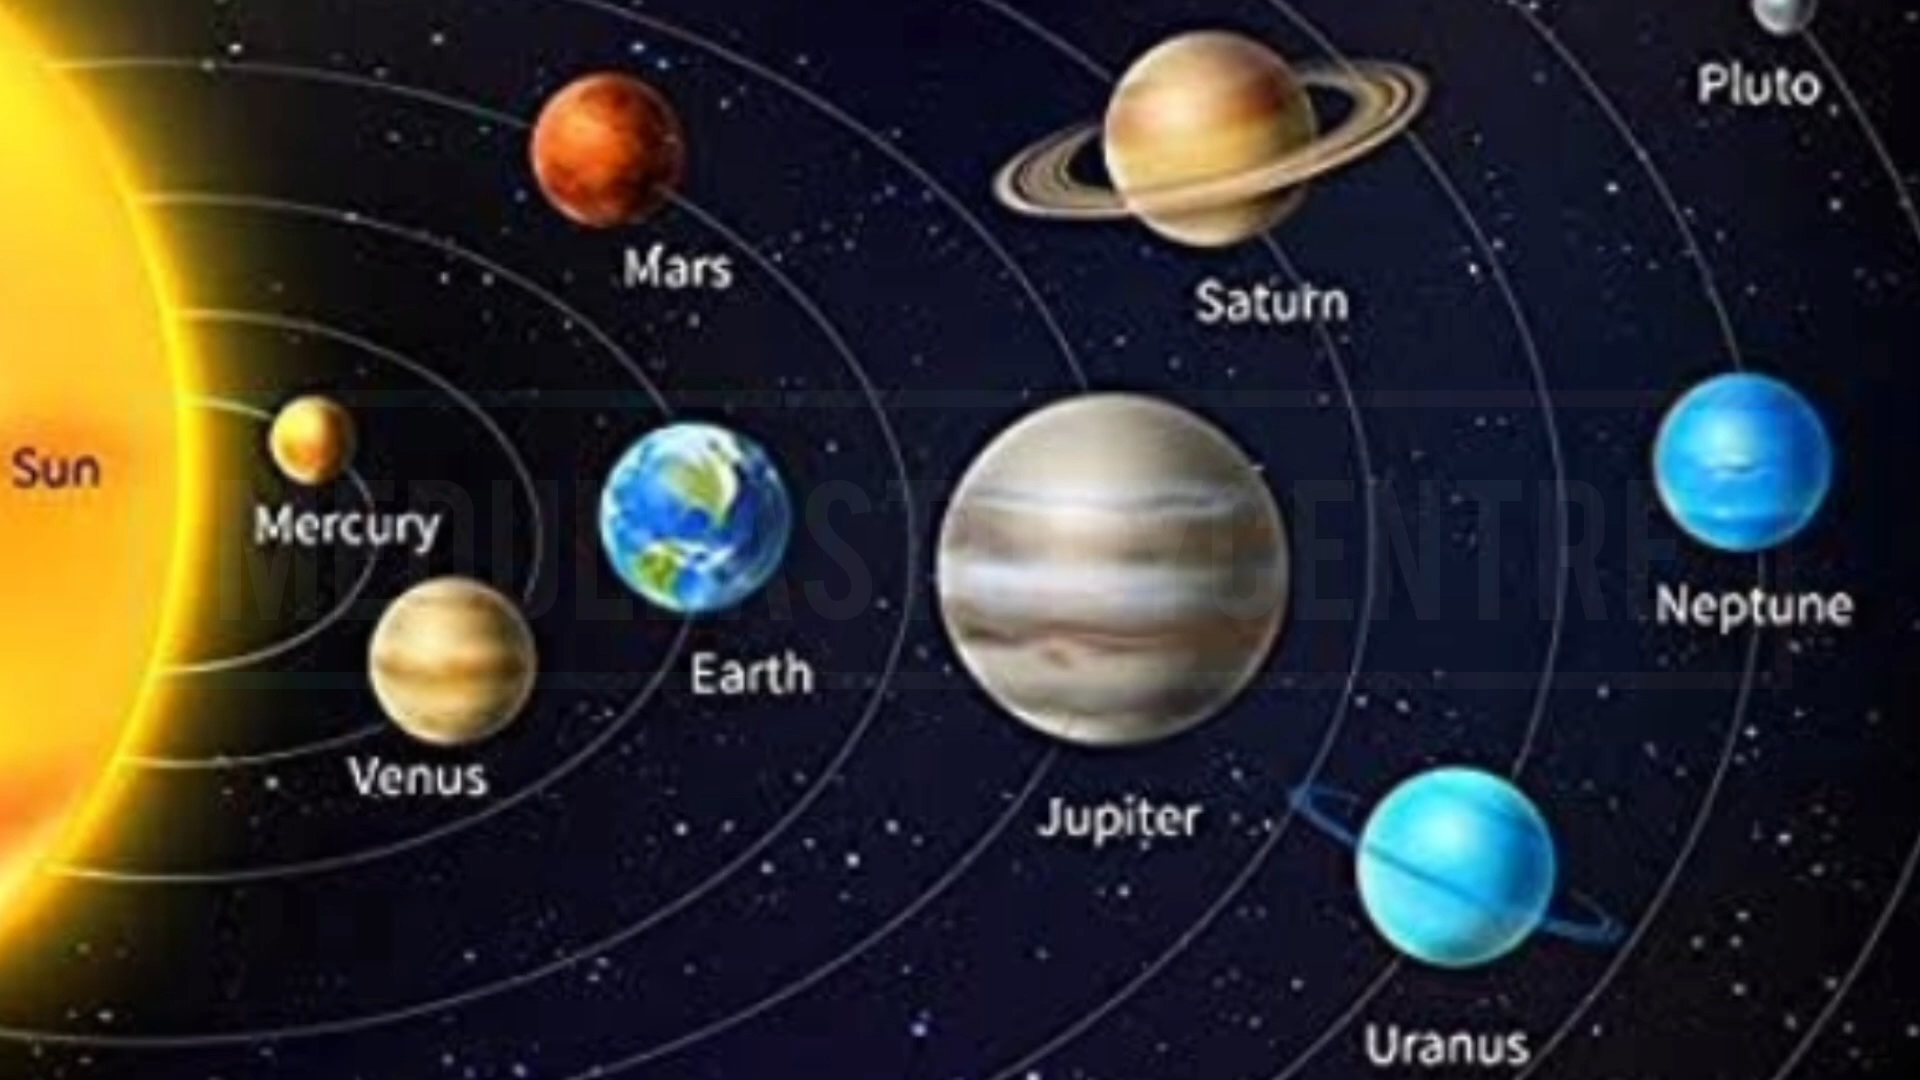 Pluto
Mars
Saturn
Sun
Mercury
Neptune
Earth
Venus
Jupiter
Uranus